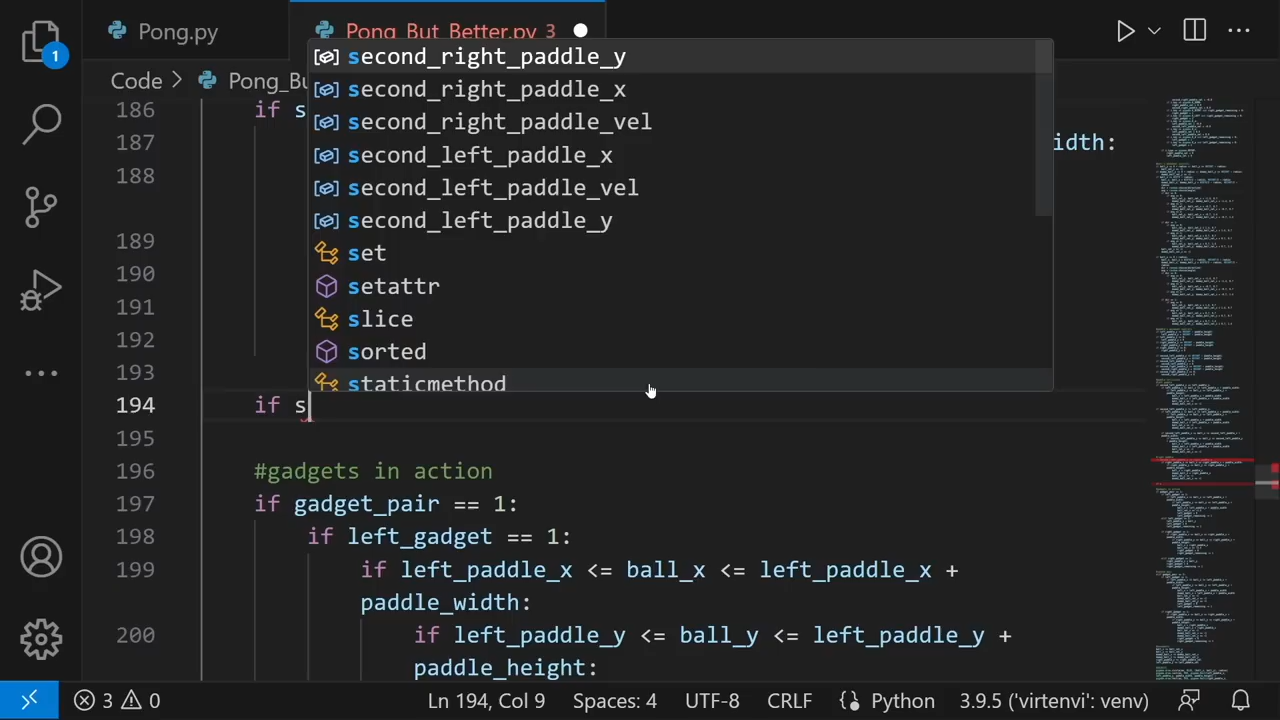 Pong.py
Pong_But_Better.py 3
1
Code > Pong_Bu
second_right_paddle_y
second_right_paddle_x
second_right_paddle_vel
second_left_paddle_x
second_left_paddle_vel
second_left_paddle_y
set
setattr
slice
sorted
staticmethod
186 if s
187 idth:
188
189
190
191
192
193
194 if s
195
196 #gadgets in action
197 if gadget_pair == 1:
198 if left_gadget == 1:
199 if left_paddle_x <= ball_x <= left_paddle_x +
paddle_width:
200 if left_paddle_y <= ball_y <= left_paddle_y +
paddle_height:
3 0 Ln 194, Col 9 Spaces: 4 UTF-8 CRLF Python 3.9.5 ('virtenvi': venv)